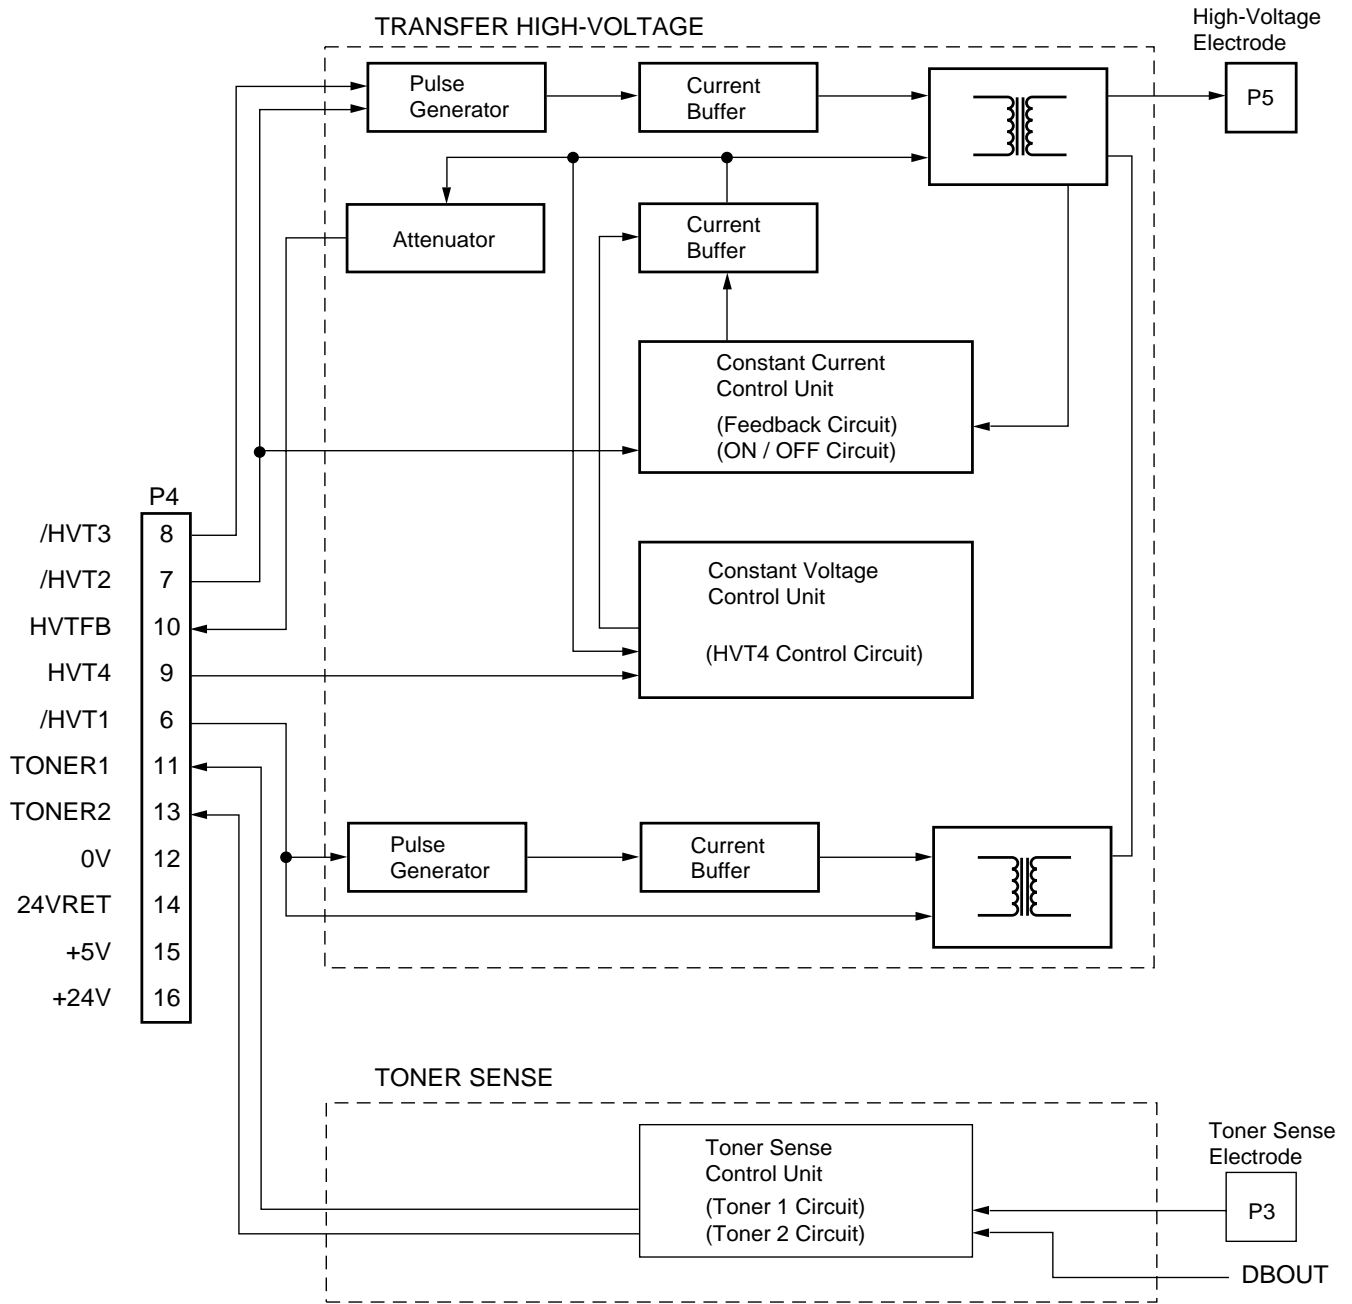 TRANSFER HIGH-VOLTAGE
High-Voltage
Electrode
Pulse
Generator
Current
Buffer
P5
Attenuator
Current
Buffer
Constant Current
Control Unit
(Feedback Circuit)
(ON / OFF Circuit)
P4
/HVT3 8
/HVT2 7
HVTFB 10
HVT4 9
/HVT1 6
TONER1 11
TONER2 13
0V 12
24VRET 14
+5V 15
+24V 16
Constant Voltage
Control Unit
(HVT4 Control Circuit)
Pulse
Generator
Current
Buffer
TONER SENSE
Toner Sense
Control Unit
(Toner 1 Circuit)
(Toner 2 Circuit)
Toner Sense
Electrode
P3
DBOUT